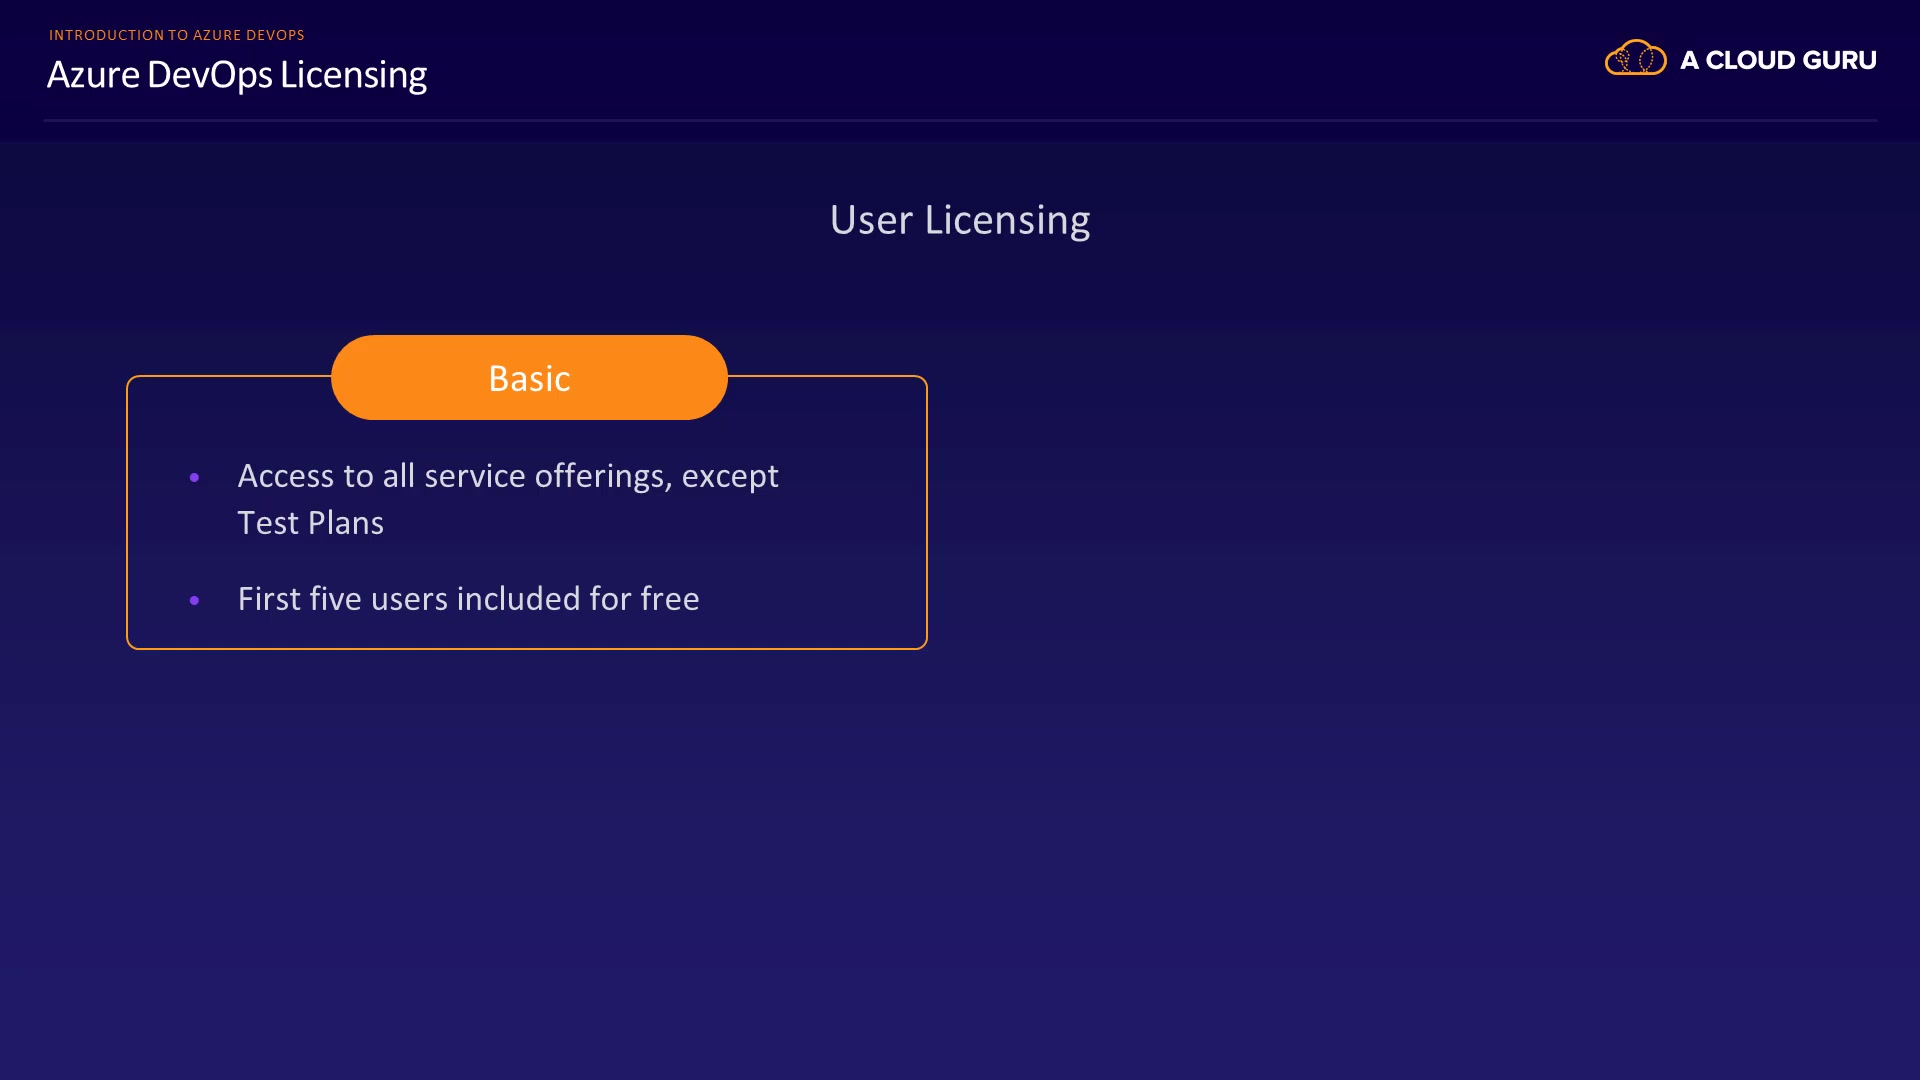 INTRODUCTION TO AZURE DEVOPS
Azure DevOps Licensing
A CLOUD GURU
User Licensing
Basic
• Access to all service offerings, except
Test Plans
• First five users included for free